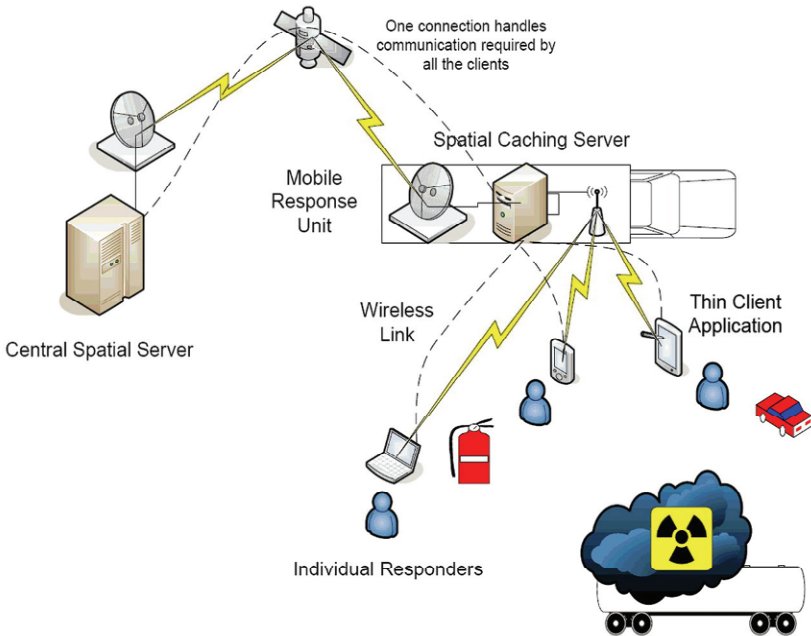 One connection handles
communication required by
all the clients
Spatial Caching Server
Mobile
Response
Unit
Wireless
Link
Thin Client
Application
Central Spatial Server
Individual Responders